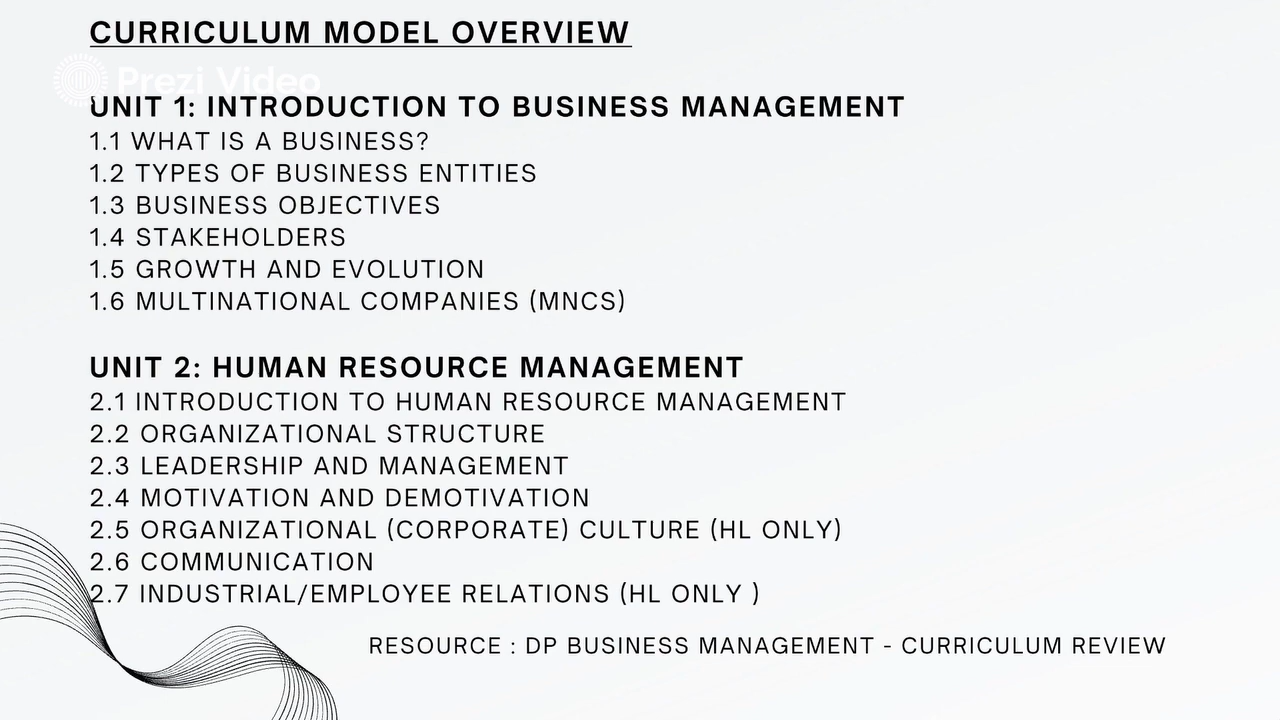 CURRICULUM MODEL OVERVIEW
Prezi Video
UNIT 1: INTRODUCTION TO BUSINESS MANAGEMENT
1.1 WHAT IS A BUSINESS?
1.2 TYPES OF BUSINESS ENTITIES
1.3 BUSINESS OBJECTIVES
1.4 STAKEHOLDERS
1.5 GROWTH AND EVOLUTION
1.6 MULTINATIONAL COMPANIES (MNCS)
UNIT 2: HUMAN RESOURCE MANAGEMENT
2.1 INTRODUCTION TO HUMAN RESOURCE MANAGEMENT
2.2 ORGANIZATIONAL STRUCTURE
2.3 LEADERSHIP AND MANAGEMENT
2.4 MOTIVATION AND DEMOTIVATION
2.5 ORGANIZATIONAL (CORPORATE) CULTURE (HL ONLY)
2.6 COMMUNICATION
2.7 INDUSTRIAL/EMPLOYEE RELATIONS (HL ONLY )
RESOURCE : DP BUSINESS MANAGEMENT - CURRICULUM REVIEW